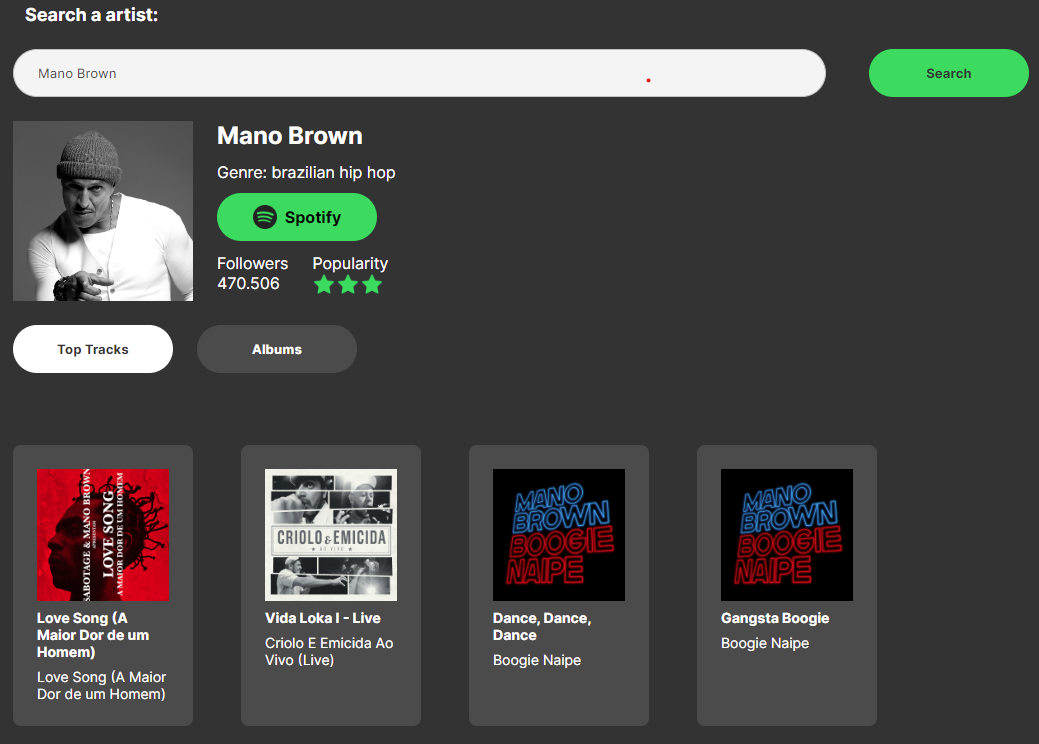 Search a artist:
Mano Brown
Search
Mano Brown
Genre: brazilian hip hop
Spotify
Followers
Popularity
470.506
Top Tracks
Albums
SABOTAGE & MANO BROWN
LOVE SONG
A MAIOR DOR DE UM HOMEM
CRIOLO & EMICIDA
AO VIVO
MANO
BROWN
BOOGIE
NAIPE
MANO
BROWN
BOOGIE
NAIPE
Love Song (A
Maior Dor de um
Homem)
Love Song (A Maior
Dor de um Homem)
Vida Loka I - Live
Criolo E Emicida Ao
Vivo (Live)
Dance, Dance,
Dance
Boogie Naipe
Gangsta Boogie
Boogie Naipe